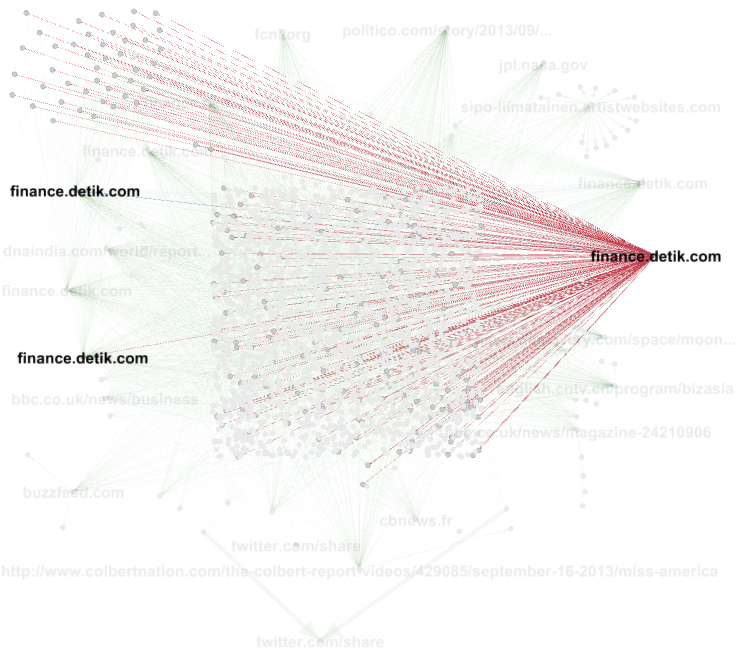 fcnl.org
politico.com/story/2013/09/...
jpl.nasa.gov
sipo-liimatainen.artistwebsites.com
finance.detik.com
finance.detik.com
finance.detik.com
dnaindia.com/world/report.
finance.detik.com
finance.detik.com
/space/moon...
finance.detik.com
english.cntv.cn/program/bizasia
bbc.co.uk/news/business
bbc.co.uk/news/magazine-24210906
buzzfeed.com
cbnews.fr
twitter.com/share
http://www.colbertnation.com/the-colbert-report-videos/429085/september-16-2013/miss-america
twitter.com/share